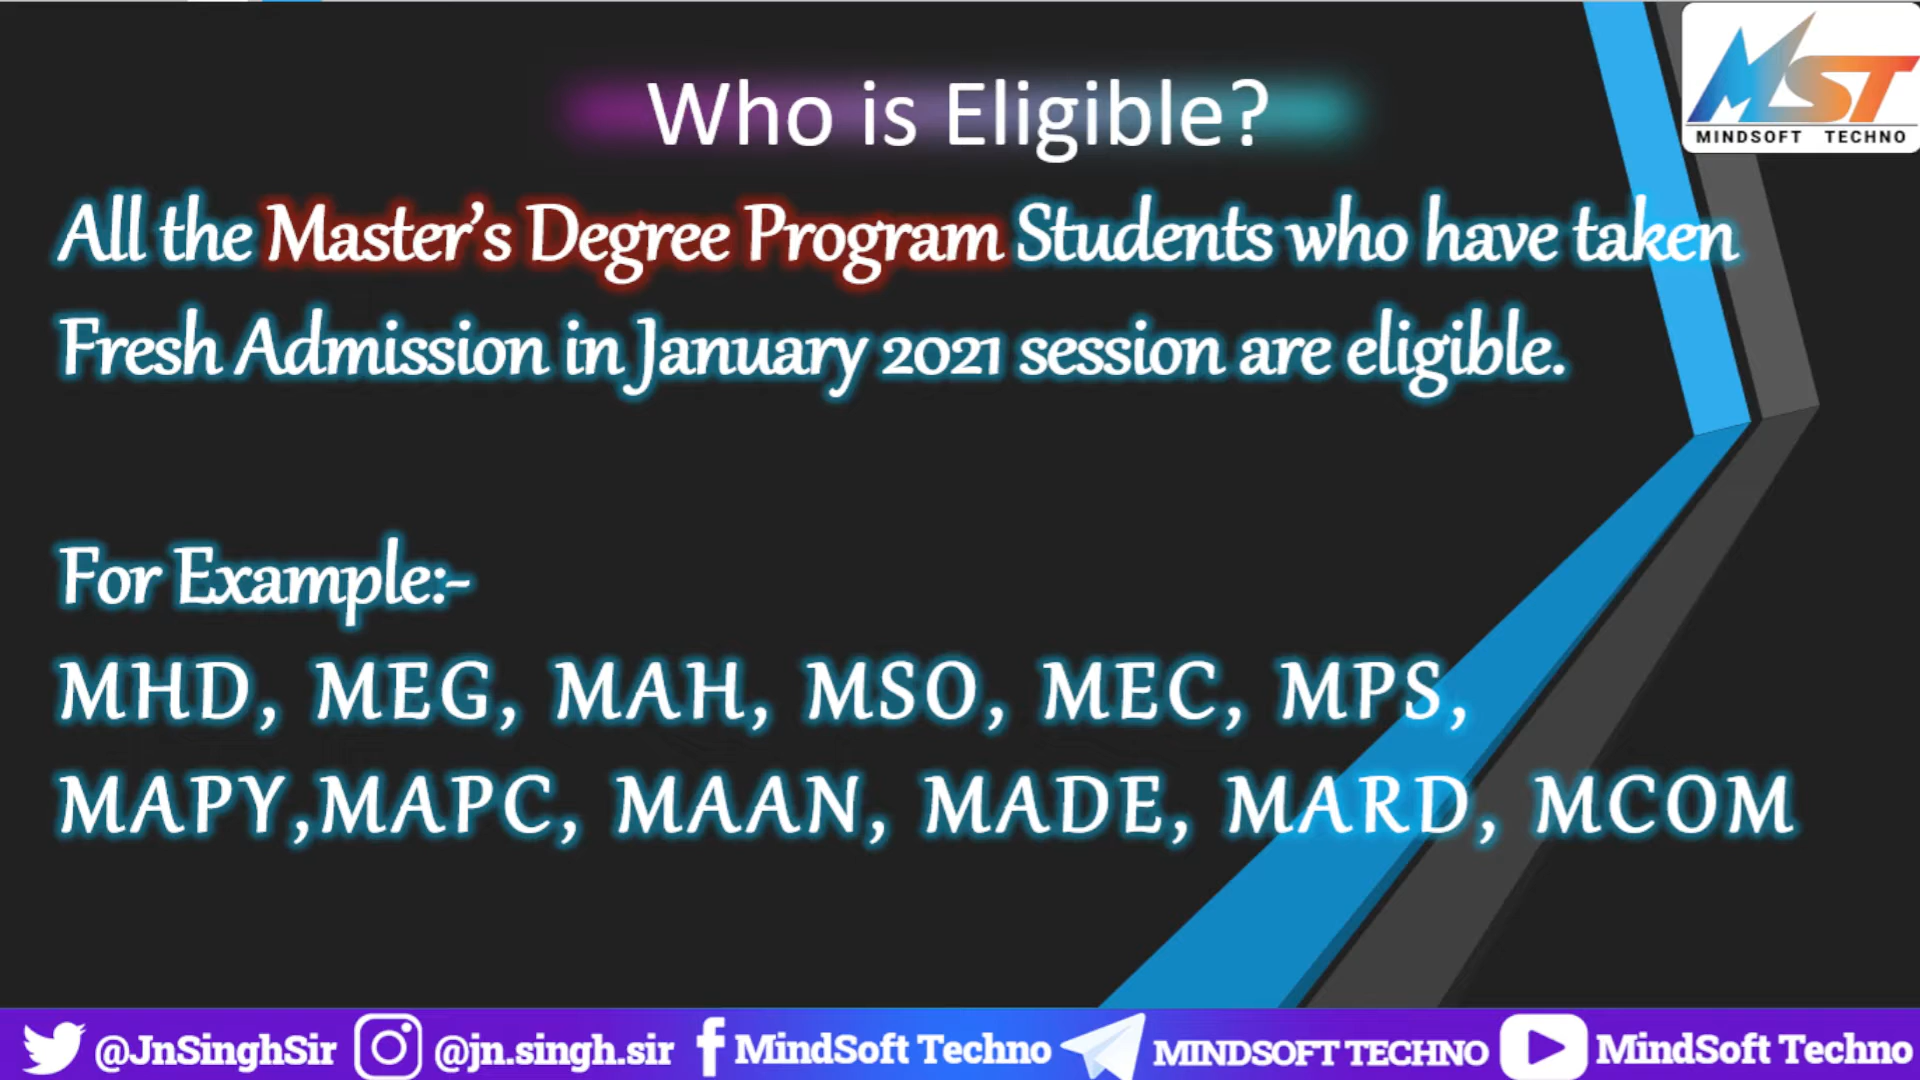 MST
MINDSOFT TECHNO
Who is Eligible?
All the Master's Degree Program Students who have taken
Fresh Admission in January 2021 session are eligible.
For Example:-
MHD, MEG, MAH, MSO, MEC, MPS,
MAPY,MAPC, MAAN, MADE, MARD, MCOM
@JnSinghSir @jn.singh.sir MindSoft Techno MINDSOFT TECHNO MindSoft Techno